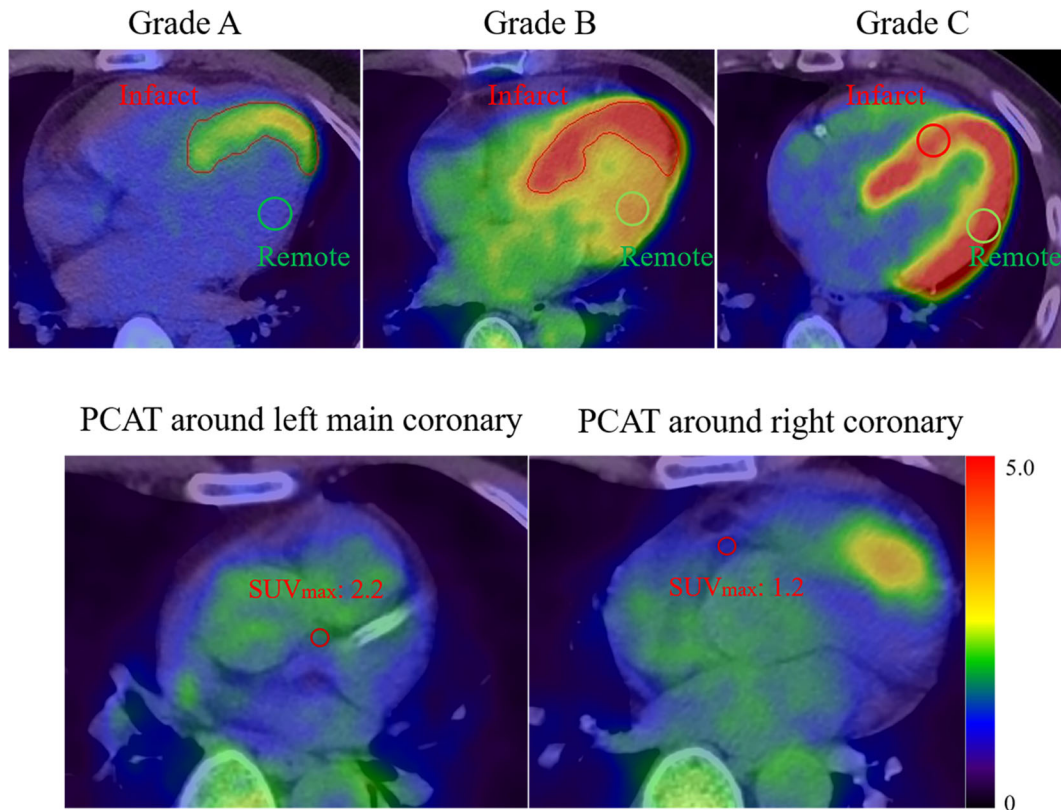 Grade A
Grade B
Grade C
Infarct
Infarct
Infarct
Remote
Remote
Remote
PCAT around left main coronary
PCAT around right coronary
5.0
SUVmax: 2.2
SUVmax: 1.2
0